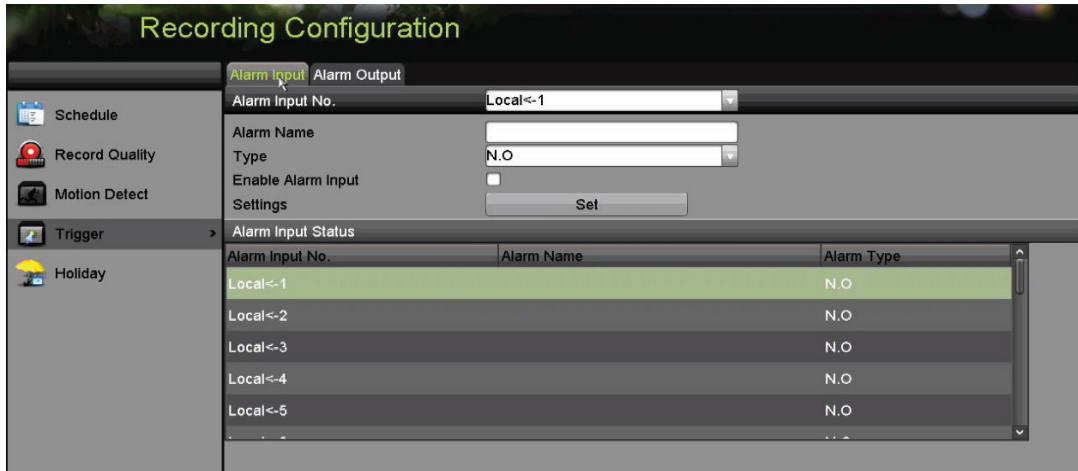 Recording Configuration
Alarm Input Alarm Output
Alarm Input No. Local<-1
Schedule
Alarm Name
Record Quality
Type N.O
Enable Alarm Input
Motion Detect
Settings Set
Trigger >
Alarm Input Status
Alarm Input No. Alarm Name Alarm Type
Holiday
Local<-1 N.O
Local<-2 N.O
Local<-3 N.O
Local<-4 N.O
Local<-5 N.O